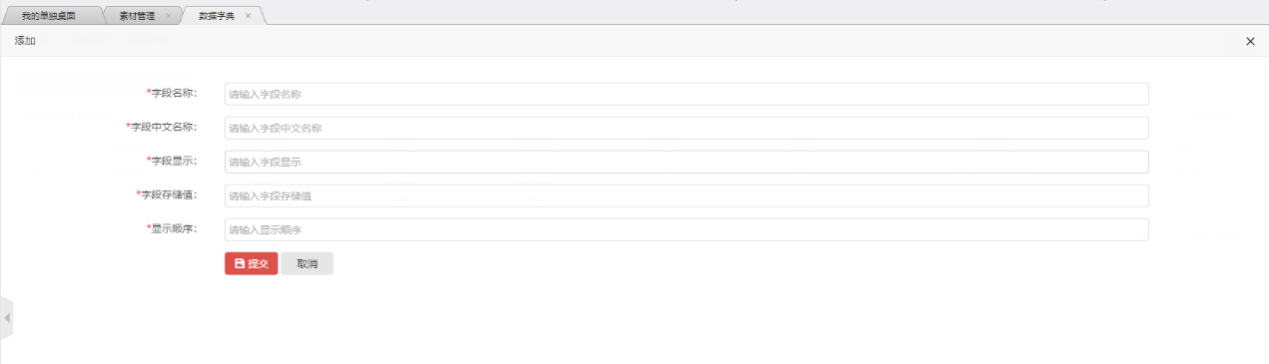 我的单独桌面 素材管理 × 数据字典 ×
添加 ×
*字段名称： 请输入字段名称
*字段中文名称： 请输入字段中文名称
*字段显示： 请输入字段显示
*字段存储值： 请输入字段存储值
*显示顺序： 请输入显示顺序
提交 取消